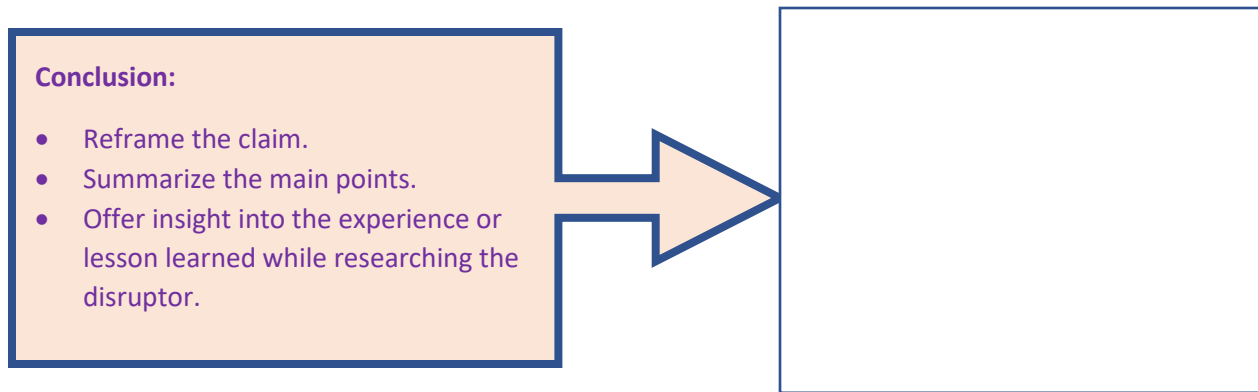 Conclusion:
• Reframe the claim.
• Summarize the main points.
• Offer insight into the experience or
lesson learned while researching the
disruptor.